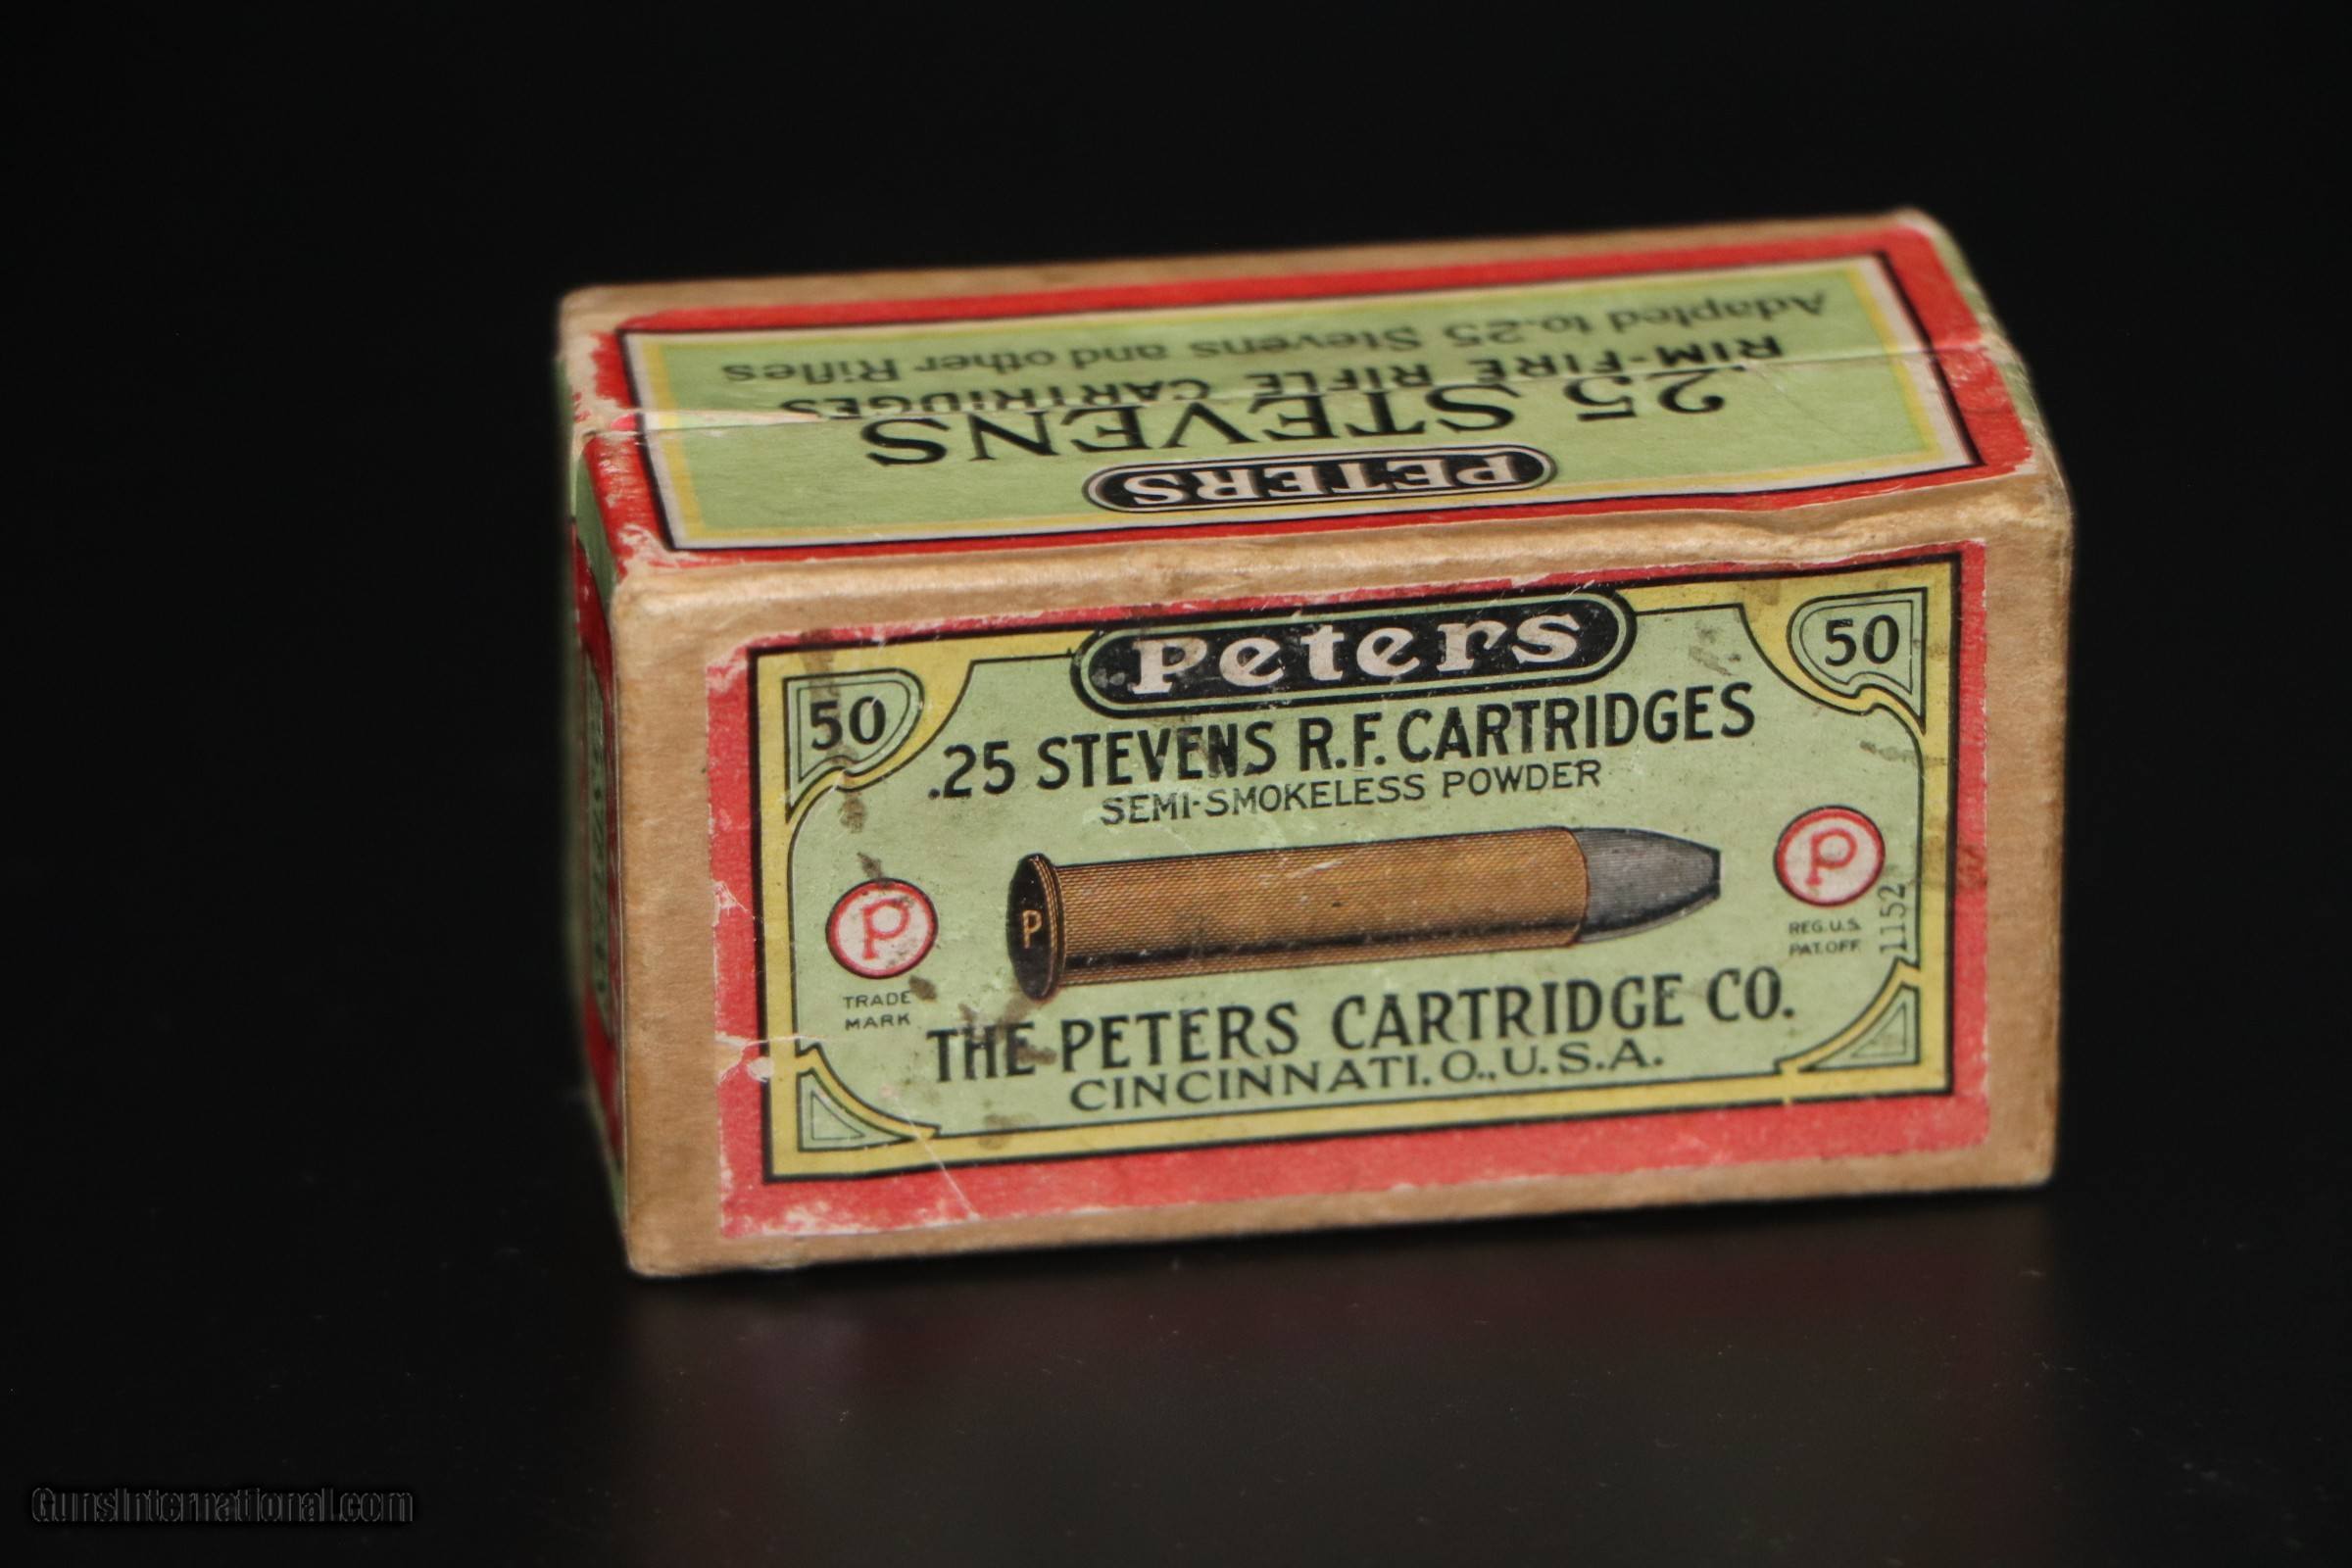 PETERS
.25 STEVENS
RIM-FIRE RIFLE CARTRIDGES
Adapted to .25 Stevens and other Rifles
Peters
50
50
.25 STEVENS R.F. CARTRIDGES
SEMI-SMOKELESS POWDER
P
P
P
TRADE
MARK
REG. U.S.
PAT. OFF.
1152
THE PETERS CARTRIDGE CO.
CINCINNATI. O., U.S.A.
GunsInternational.com